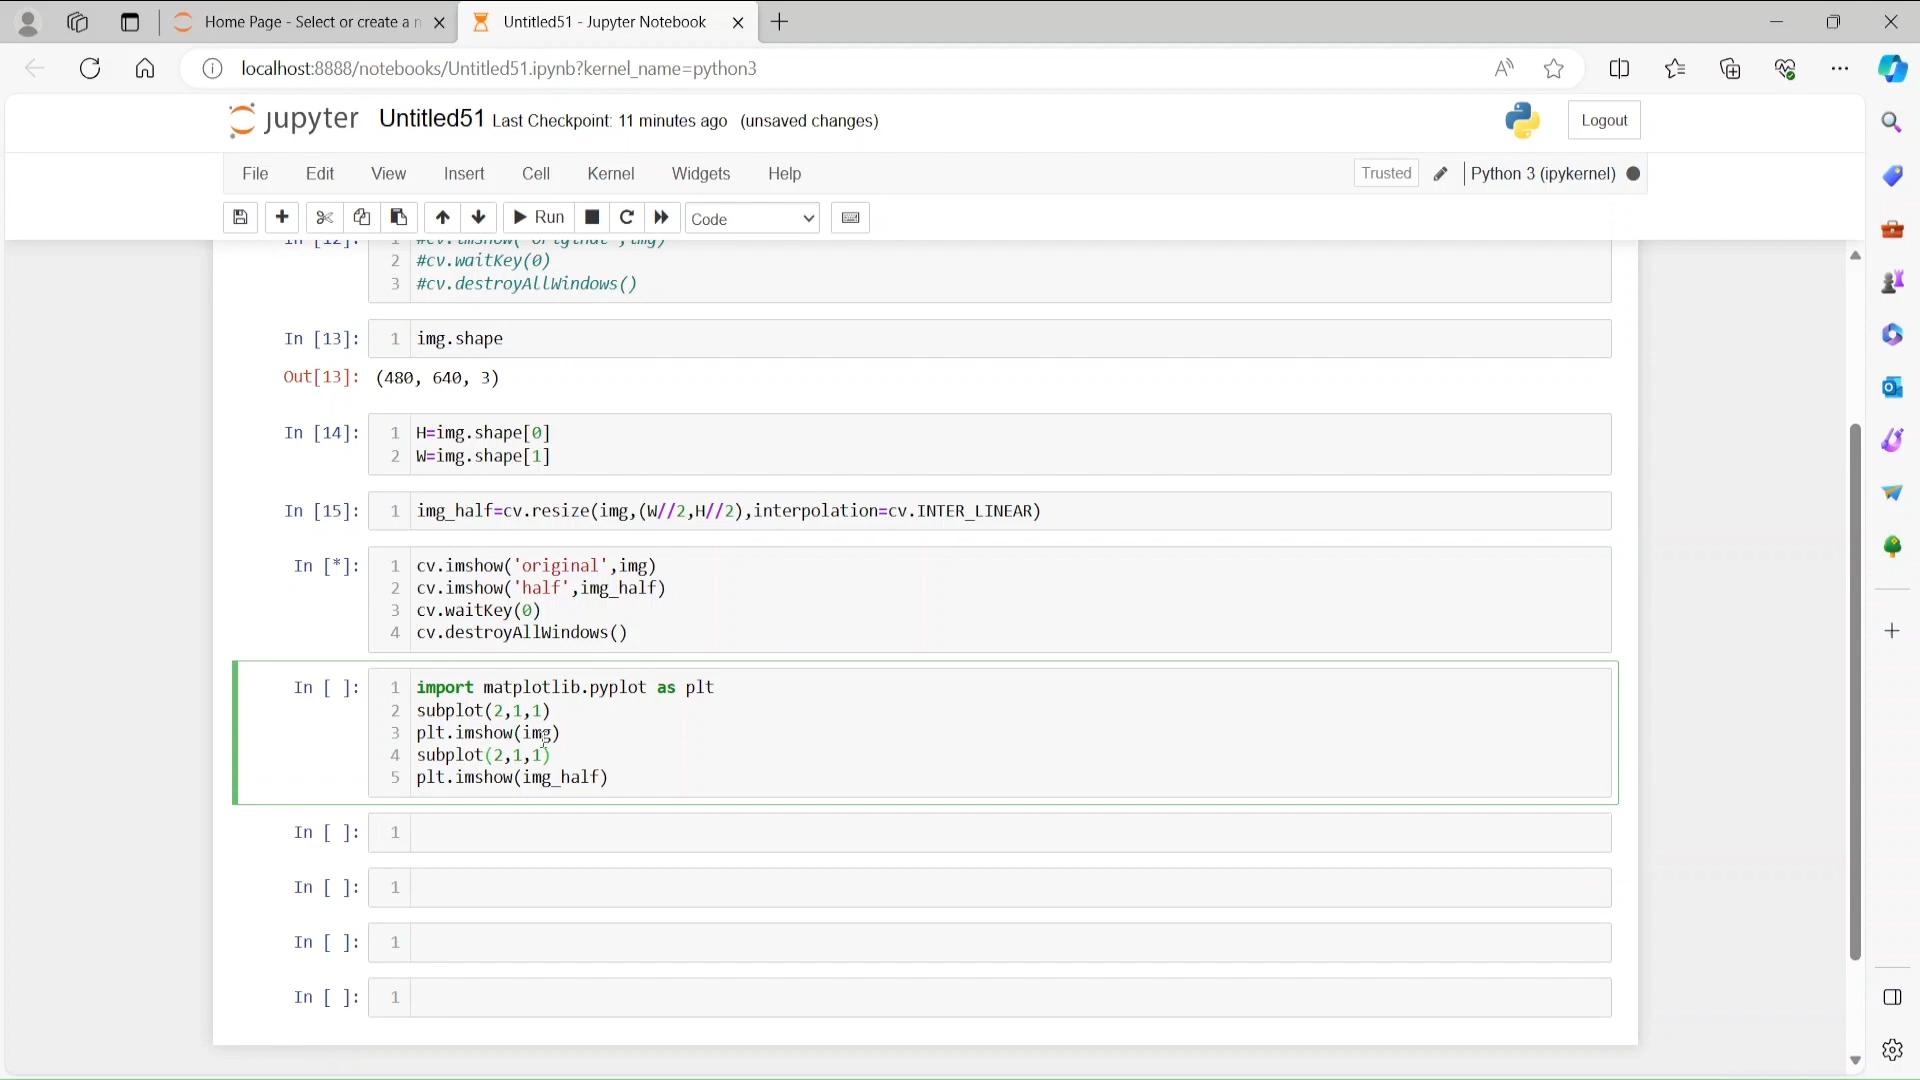 Home Page - Select or create a n
Untitled51 - Jupyter Notebook
localhost:8888/notebooks/Untitled51.ipynb?kernel_name=python3
jupyter Untitled51 Last Checkpoint: 11 minutes ago (unsaved changes)
Logout
File Edit View Insert Cell Kernel Widgets Help
Trusted Python 3 (ipykernel)
Run Code
In [12]: 1 #cv.imshow('original',img)
2 #cv.waitKey(0)
3 #cv.destroyAllWindows()
In [13]: 1 img.shape
Out[13]: (480, 640, 3)
In [14]: 1 H=img.shape[0]
2 W=img.shape[1]
In [15]: 1 img_half=cv.resize(img,(W//2,H//2),interpolation=cv.INTER_LINEAR)
In [*]: 1 cv.imshow('original',img)
2 cv.imshow('half',img_half)
3 cv.waitKey(0)
4 cv.destroyAllWindows()
In [ ]: 1 import matplotlib.pyplot as plt
2 subplot(2,1,1)
3 plt.imshow(img)
4 subplot(2,1,1)
5 plt.imshow(img_half)
In [ ]: 1
In [ ]: 1
In [ ]: 1
In [ ]: 1